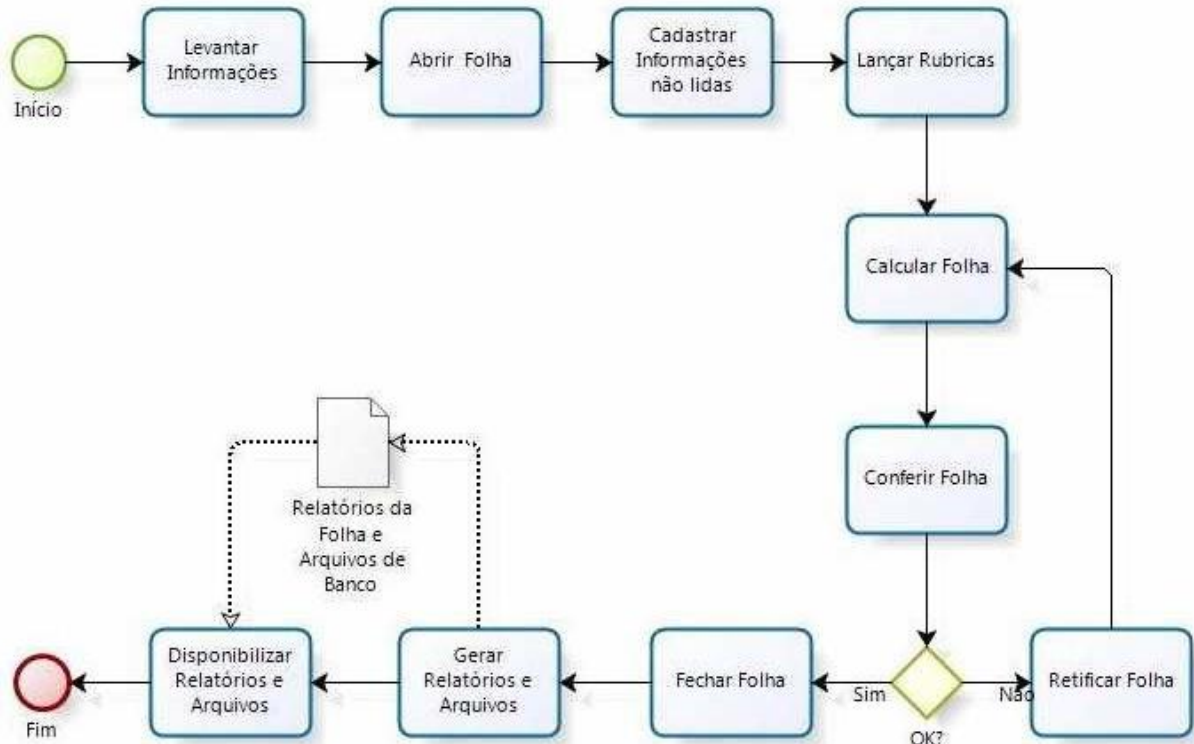 Início
Levantar
Informações
Abrir Folha
Cadastrar
Informações
não lidas
Lançar Rubricas
Calcular Folha
Conferir Folha
OK?
Sim
Não
Retificar Folha
Fechar Folha
Gerar
Relatórios e
Arquivos
Relatórios da
Folha e
Arquivos de
Banco
Disponibilizar
Relatórios e
Arquivos
Fim